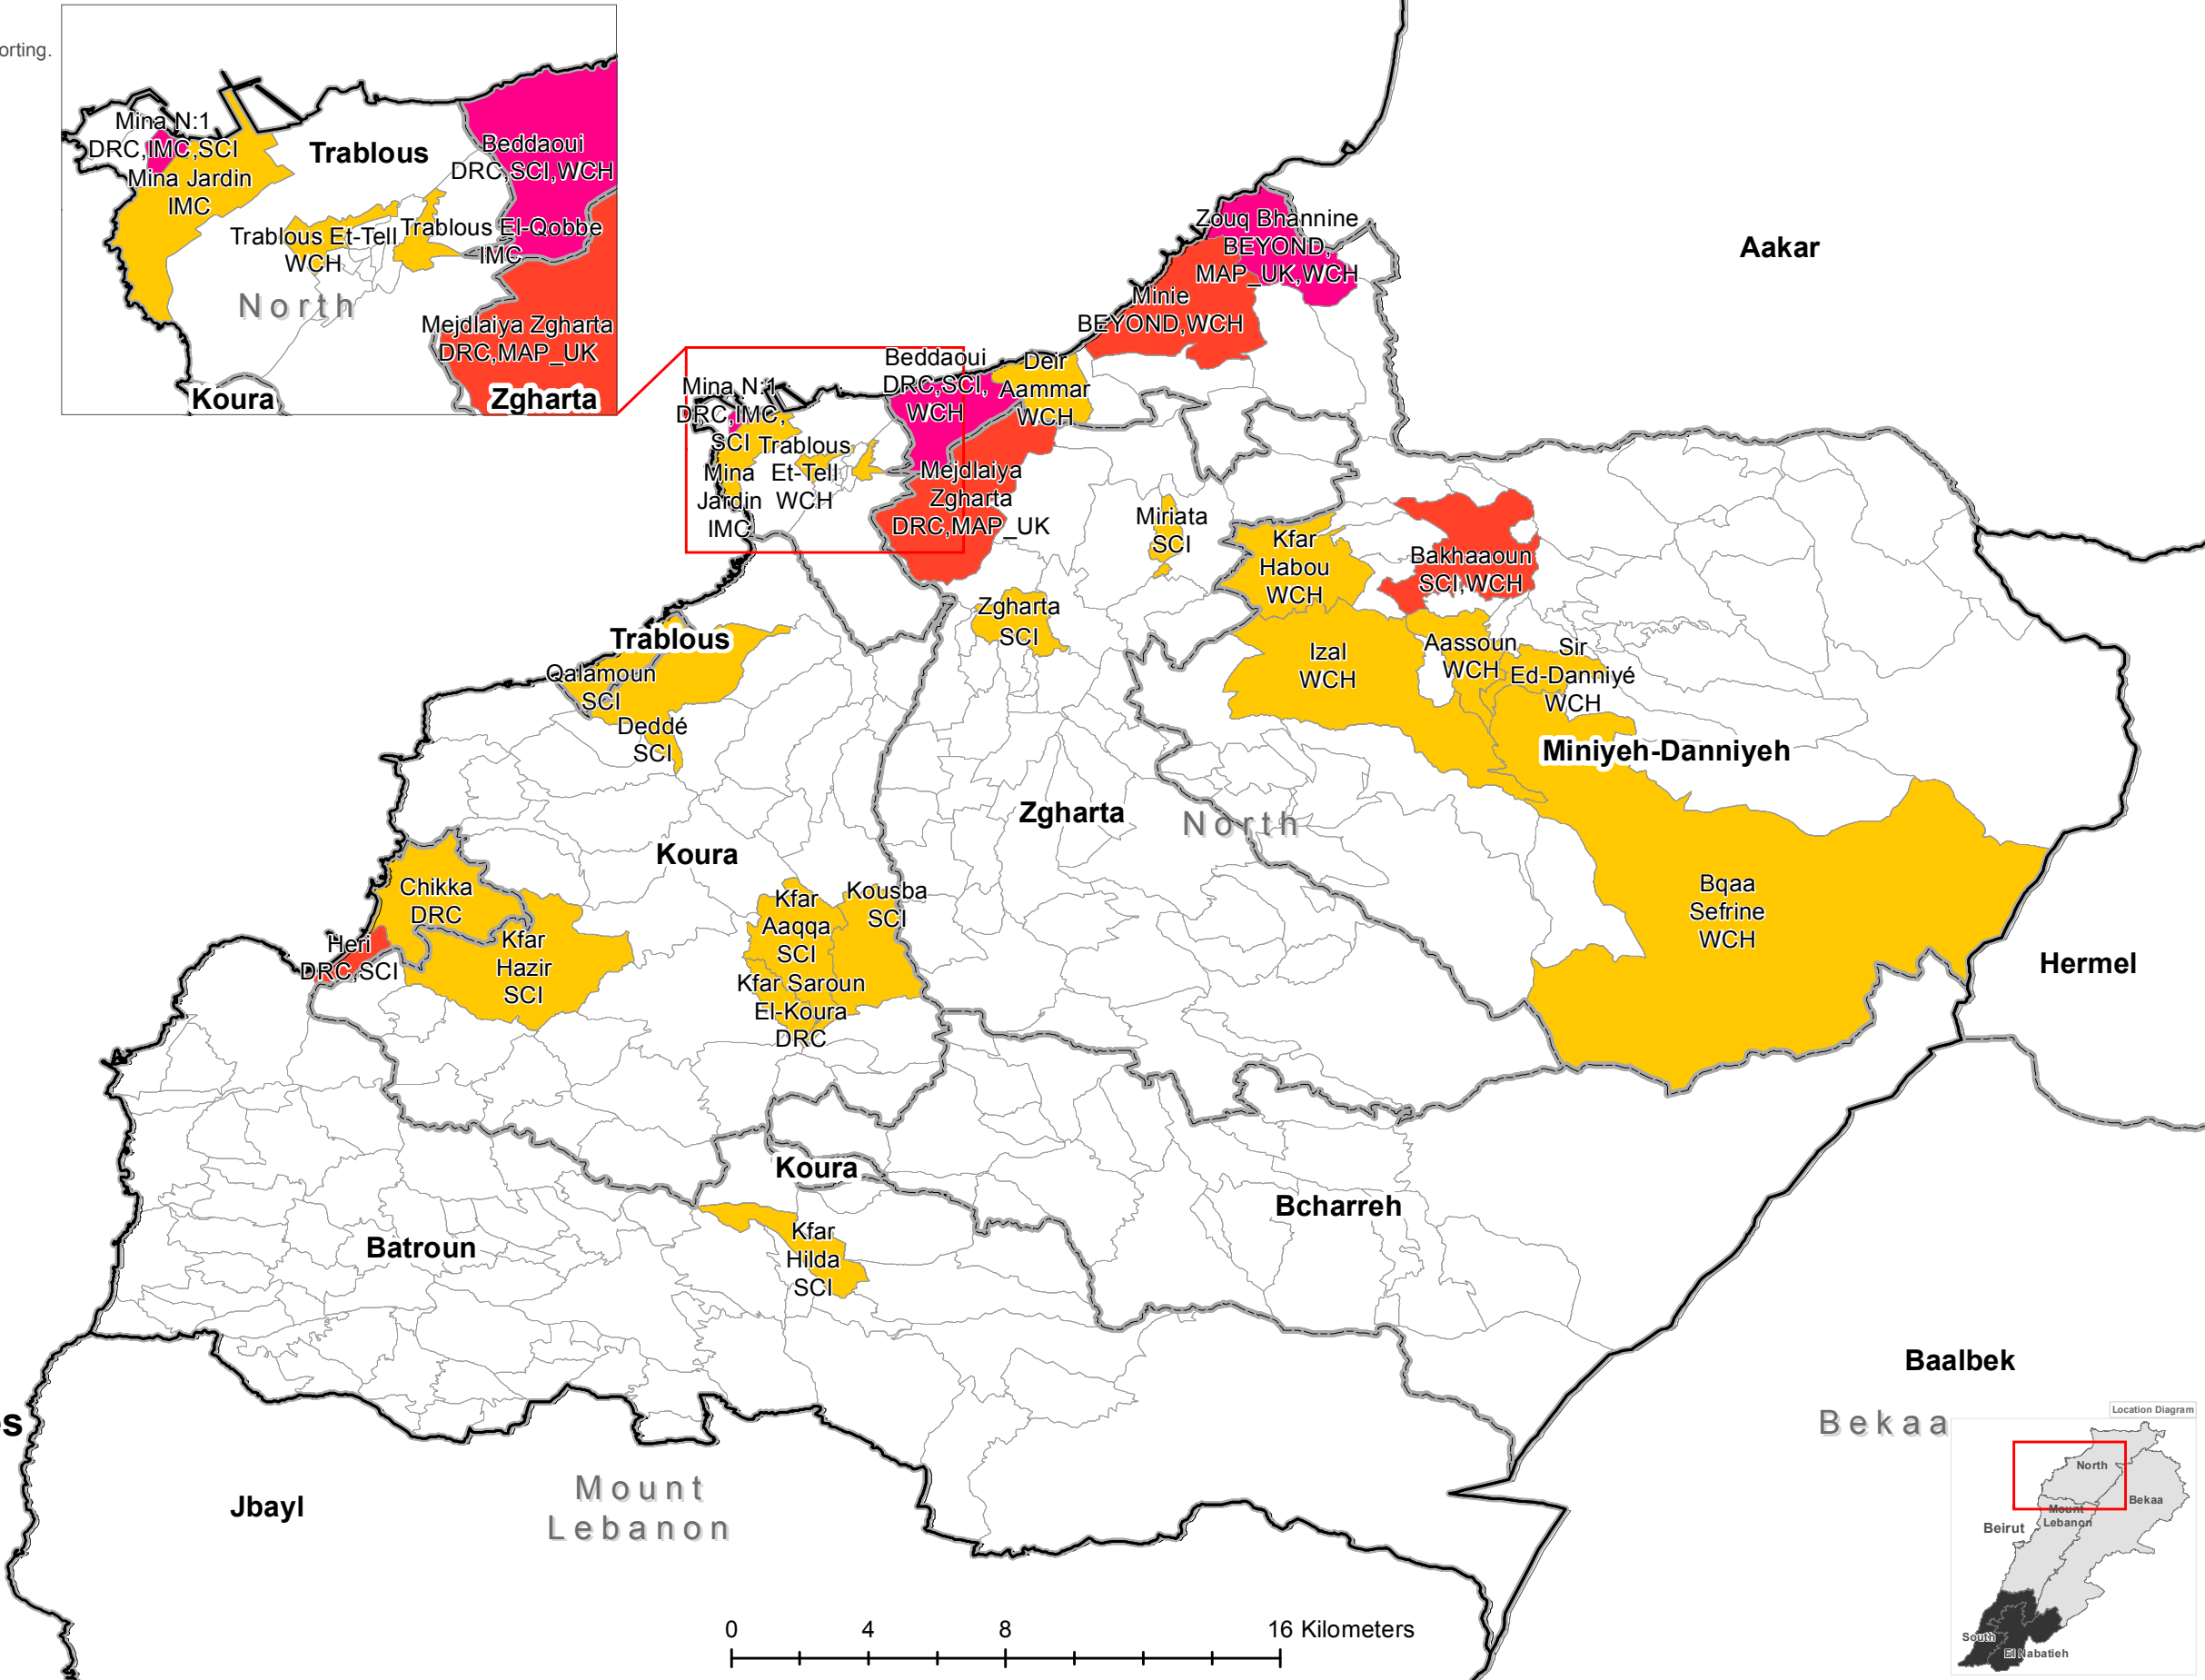 orting.
Mina N:1
DRC,IMC,SCI
Mina Jardin
IMC
Trablous
Beddaoui
DRC,SCI,WCH
Trablous Et-Tell
WCH
Trablous El-Qobbe
IMC
North
Mejdlaiya Zgharta
DRC,MAP_UK
Koura
Zgharta
Zouq Bhannine
BEYOND,
MAP_UK,WCH
Aakar
Minie
BEYOND,WCH
Beddaoui
DRC,SCI,
WCH
Deir
Aammar
WCH
Mina N:1
DRC,IMC,
SCI
Mina
Jardin
IMC
Trablous
Et-Tell
WCH
Mejdlaiya
Zgharta
DRC,MAP_UK
Miriata
SCI
Kfar
Habou
WCH
Bakhaaoun
SCI,WCH
Zgharta
SCI
Trablous
Qalamoun
SCI
Deddé
SCI
Izal
WCH
Aassoun
WCH
Sir
Ed-Danniyé
WCH
Miniyeh-Danniyeh
Zgharta
North
Koura
Chikka
DRC
Heri
DRC,SCI
Kfar
Hazir
SCI
Kfar
Aaqqa
SCI
Kousba
SCI
Kfar Saroun
El-Koura
DRC
Bqaa
Sefrine
WCH
Hermel
Koura
Bcharreh
Batroun
Kfar
Hilda
SCI
Baalbek
Bekaa
es
Jbayl
Mount
Lebanon
0 4 8 16 Kilometers
Location Diagram
North
Bekaa
Mount
Lebanon
Beirut
South
El Nabatieh